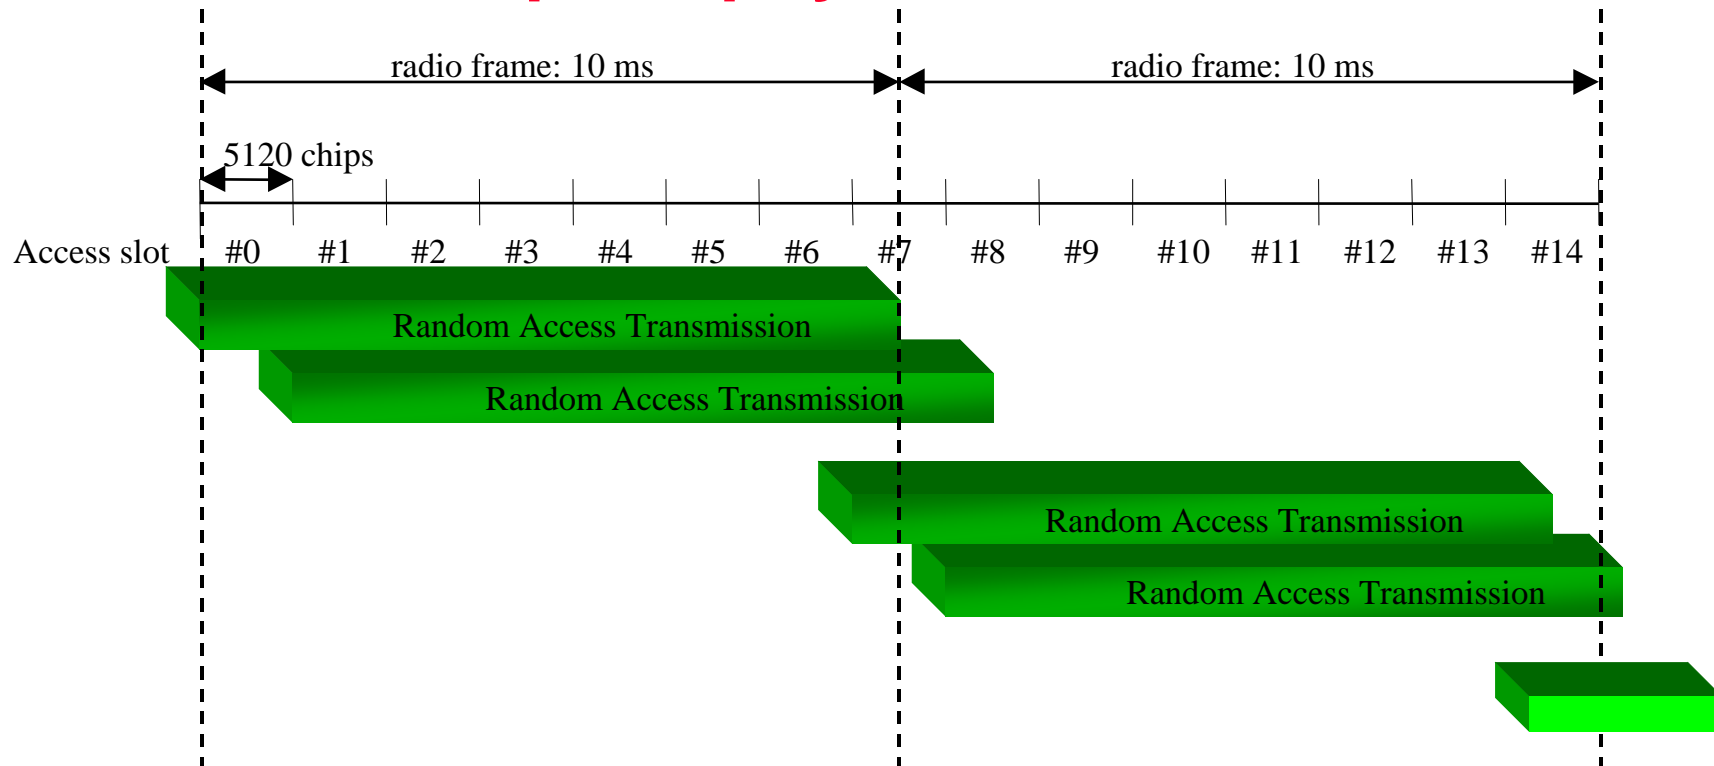 radio frame: 10 ms
radio frame: 10 ms
5120 chips
Access slot #0 #1 #2 #3 #4 #5 #6 #7 #8 #9 #10 #11 #12 #13 #14
Random Access Transmission
Random Access Transmission
Random Access Transmission
Random Access Transmission